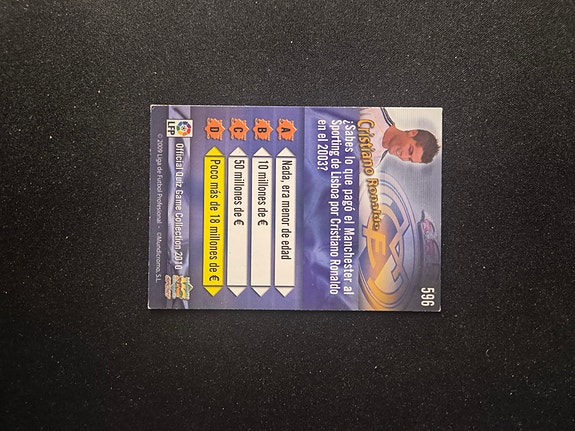 596
Cristiano Ronaldo
¿Sabes lo que pagó el Manchester al
Sporting de Lisboa por Cristiano Ronaldo
en el 2003?
A Nada, era menor de edad
B 10 millones de €
C 50 millones de €
D Poco más de 18 millones de €
LFP
Official Quiz Game Collection 2010
© 2009 Liga de Fútbol Profesional - ©Mundicromo, S.L.